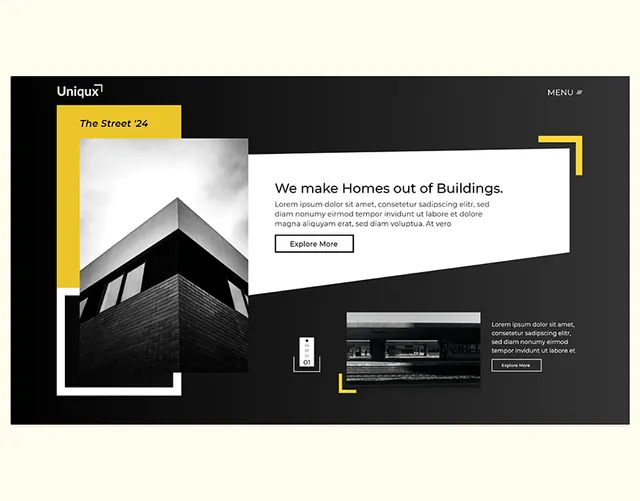 Uniqux
MENU
The Street '24
We make Homes out of Buildings.
Lorem ipsum dolor sit amet, consetetur sadipscing elitr, sed
diam nonumy eirmod tempor invidunt ut labore et dolore
magna aliquyam erat, sed diam voluptua. At vero
Explore More
01
Lorem ipsum dolor sit amet,
consetetur sadipscing elitr,
sed diam nonumy eirmod
tempor invidunt ut labore et
Explore More